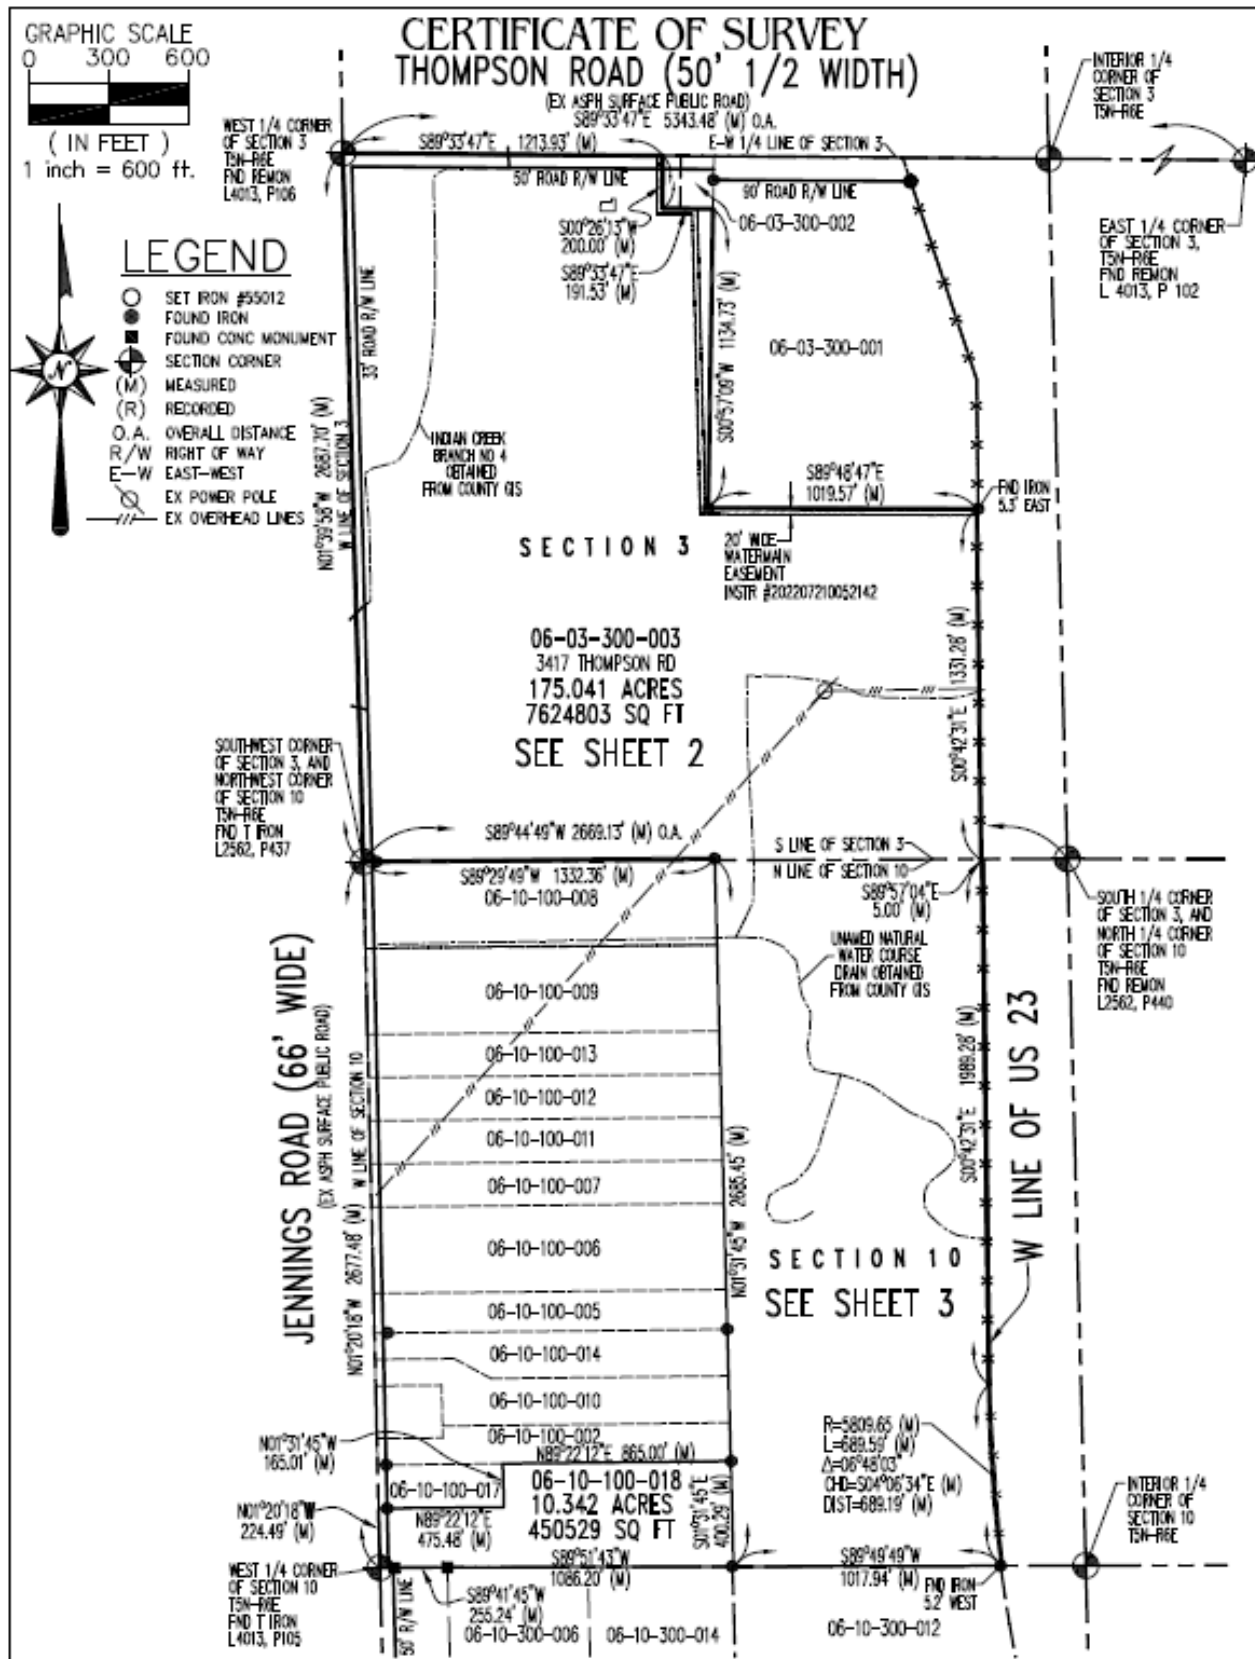 GRAPHIC SCALE
0 300 600
( IN FEET )
1 inch = 600 ft.
CERTIFICATE OF SURVEY
THOMPSON ROAD (50' 1/2 WIDTH)
(EX ASPH SURFACE PUBLIC ROAD)
S89°33'47"E 5343.48' (M) O.A.
S89°33'47"E 1213.93' (M)
E-W 1/4 LINE OF SECTION 3
50' ROAD R/W LINE
90' ROAD R/W LINE
WEST 1/4 CORNER
OF SECTION 3
T5N-R6E
FND REMON
L4013, P106
INTERIOR 1/4
CORNER OF
SECTION 3
T5N-R6E
EAST 1/4 CORNER
OF SECTION 3,
T5N-R6E
FND REMON
L 4013, P 102
LEGEND
SET IRON #55012
FOUND IRON
FOUND CONC MONUMENT
SECTION CORNER
(M) MEASURED
(R) RECORDED
O.A. OVERALL DISTANCE
R/W RIGHT OF WAY
E-W EAST-WEST
EX POWER POLE
EX OVERHEAD LINES
N
S00°26'13"W
200.00' (M)
S89°33'47"E
191.53' (M)
06-03-300-002
06-03-300-001
S00°57'09"W 1134.73' (M)
33' ROAD R/W LINE
N01°39'58"W 2687.70' (M)
W LINE OF SECTION 3
INDIAN CREEK
BRANCH NO 4
OBTAINED
FROM COUNTY GIS
S89°48'47"E
1019.57' (M)
FND IRON
5.3' EAST
SECTION 3
20' WIDE
WATERMAIN
EASEMENT
INSTR #202207210052142
06-03-300-003
3417 THOMPSON RD
175.041 ACRES
7624803 SQ FT
SEE SHEET 2
S00°42'31"E 1331.28' (M)
SOUTHWEST CORNER
OF SECTION 3, AND
NORTHWEST CORNER
OF SECTION 10
T5N-R6E
FND T IRON
L2562, P437
S89°44'49"W 2669.13' (M) O.A.
S89°29'49"W 1332.36' (M)
S LINE OF SECTION 3
N LINE OF SECTION 10
S89°57'04"E
5.00' (M)
SOUTH 1/4 CORNER
OF SECTION 3, AND
NORTH 1/4 CORNER
OF SECTION 10
T5N-R6E
FND REMON
L2562, P440
06-10-100-008
UNAMED NATURAL
WATER COURSE
DRAIN OBTAINED
FROM COUNTY GIS
06-10-100-009
06-10-100-013
06-10-100-012
06-10-100-011
06-10-100-007
06-10-100-006
06-10-100-005
06-10-100-014
06-10-100-010
06-10-100-002
JENNINGS ROAD (66' WIDE)
(EX ASPH SURFACE PUBLIC ROAD)
N01°20'18"W 2677.48' (M)
W LINE OF SECTION 10
N01°31'45"W 2685.45' (M)
S00°42'31"E 1989.28' (M)
W LINE OF US 23
SECTION 10
SEE SHEET 3
N01°31'45"W
165.01' (M)
N89°22'12"E 865.00' (M)
06-10-100-018
10.342 ACRES
450529 SQ FT
06-10-100-017
N89°22'12"E
475.48' (M)
S01°31'45"E
400.29' (M)
R=5809.65 (M)
L=689.59' (M)
Δ=06°48'03"
CHD=S04°06'34"E (M)
DIST=689.19' (M)
INTERIOR 1/4
CORNER OF
SECTION 10
T5N-R6E
N01°20'18"W
224.49' (M)
WEST 1/4 CORNER
OF SECTION 10
T5N-R6E
FND T IRON
L4013, P105
50' R/W LINE
S89°51'43"W
1086.20' (M)
S89°41'45"W
255.24' (M)
S89°49'49"W
1017.94' (M)
FND IRON
5.2' WEST
06-10-300-006
06-10-300-014
06-10-300-012